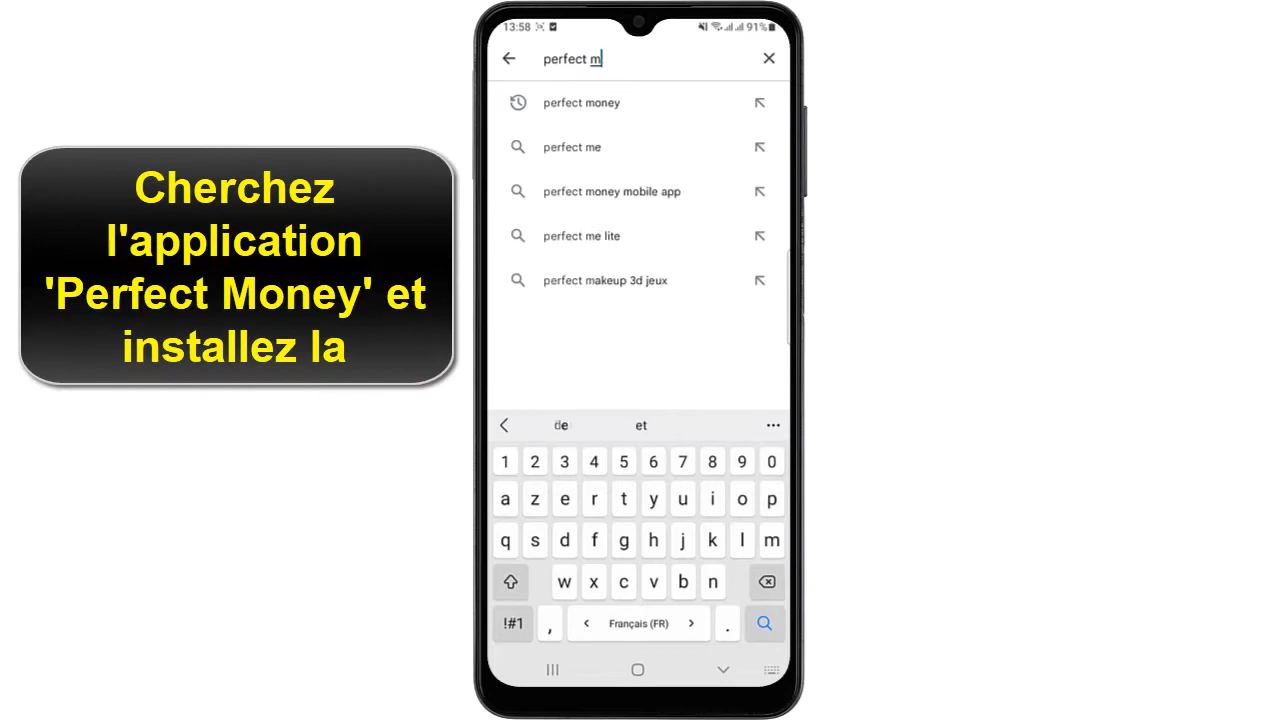 Cherchez
l'application
'Perfect Money' et
installez la
13:58 91%
perfect m
perfect money
perfect me
perfect money mobile app
perfect me lite
perfect makeup 3d jeux
de et
1 2 3 4 5 6 7 8 9 0
a z e r t y u i o p
q s d f g h j k l m
w x c v b n
!#1 , < Français (FR) > .